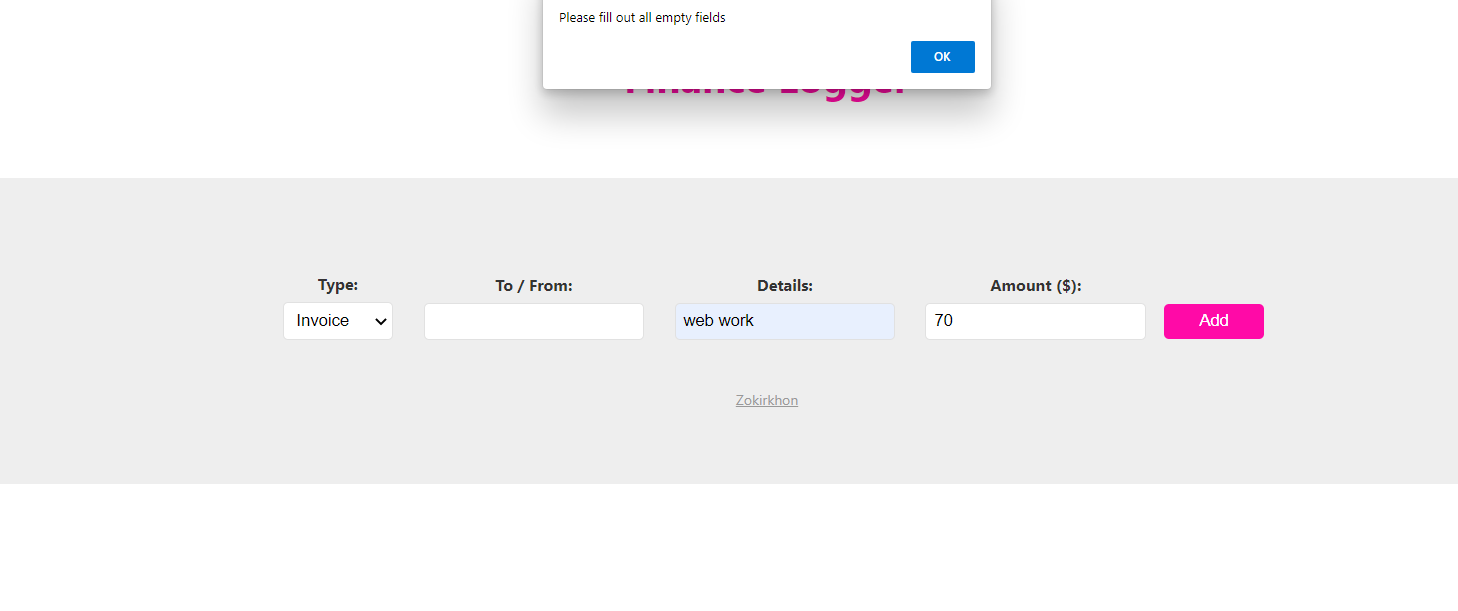 Please fill out all empty fields
OK
Finance Logger
Type:
To / From:
Details:
Amount ($):
Invoice
web work
70
Add
Zokirkhon